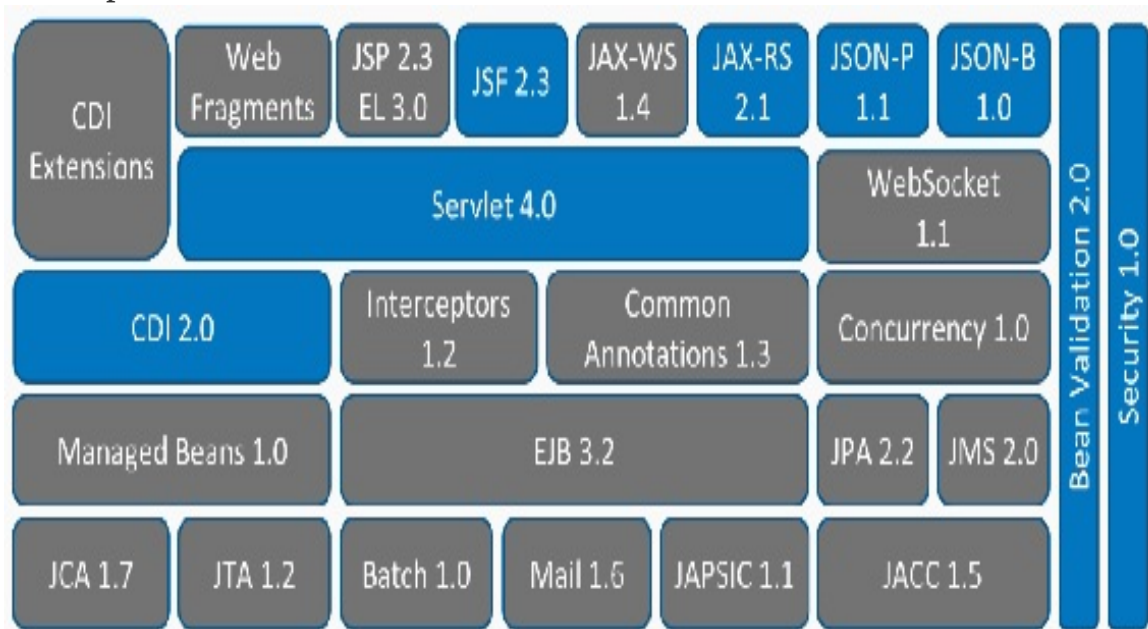 CDI
Extensions
Web
Fragments
JSP 2.3
EL 3.0
JSF 2.3
JAX-WS
1.4
JAX-RS
2.1
JSON-P
1.1
JSON-B
1.0
Servlet 4.0
WebSocket
1.1
CDI 2.0
Interceptors
1.2
Common
Annotations 1.3
Concurrency 1.0
Managed Beans 1.0
EJB 3.2
JPA 2.2
JMS 2.0
JCA 1.7
JTA 1.2
Batch 1.0
Mail 1.6
JAPSIC 1.1
JACC 1.5
Bean Validation 2.0
Security 1.0